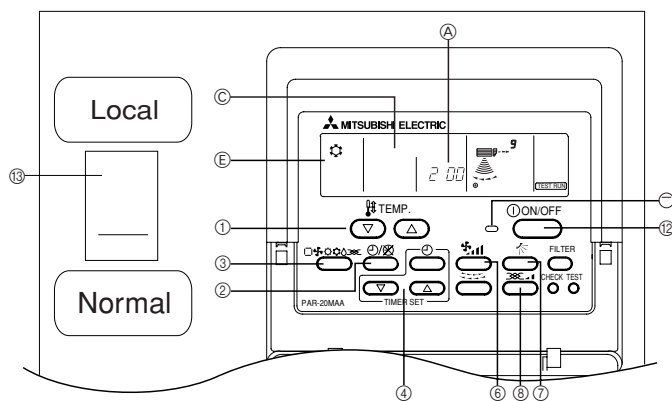 Ⓐ
Local
Ⓒ
MITSUBISHI ELECTRIC
Ⓔ
9
2 00
TEST RUN
⑬
① TEMP.
ON/OFF
⑫
③
②
FILTER
CHECK TEST
PAR-20MAA
TIMER SET
Normal
④
⑥
⑧
⑦